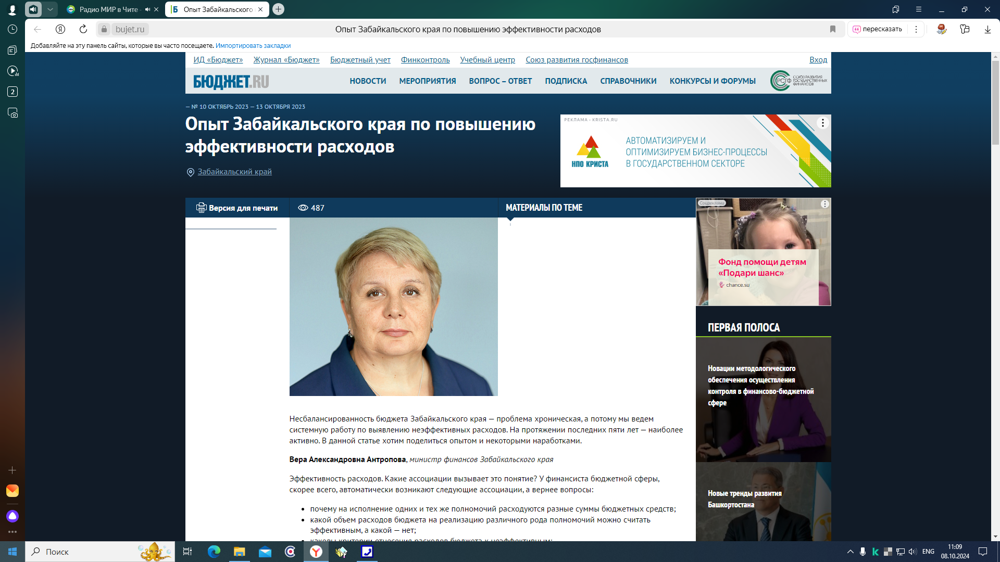 Радио МИР в Чите -
Опыт Забайкальского
bujet.ru
Опыт Забайкальского края по повышению эффективности расходов
пересказать
Добавляйте на эту панель сайты, которые вы часто посещаете. Импортировать закладки
2
ИД «Бюджет» Журнал «Бюджет» Бюджетный учет Финконтроль Учебный центр Союз развития госфинансов Вход
БЮДЖЕТ.RU
НОВОСТИ МЕРОПРИЯТИЯ ВОПРОС – ОТВЕТ ПОДПИСКА СПРАВОЧНИКИ КОНКУРСЫ И ФОРУМЫ
РСГФ
СОЮЗ РАЗВИТИЯ
ГОСУДАРСТВЕННЫХ
ФИНАНСОВ
— № 10 ОКТЯБРЬ 2023 — 13 ОКТЯБРЯ 2023
Опыт Забайкальского края по повышению
эффективности расходов
Забайкальский край
РЕКЛАМА • KRISTA.RU
НПО КРИСТА
АВТОМАТИЗИРУЕМ И
ОПТИМИЗИРУЕМ БИЗНЕС-ПРОЦЕССЫ
В ГОСУДАРСТВЕННОМ СЕКТОРЕ
Версия для печати
487
МАТЕРИАЛЫ ПО ТЕМЕ
Соцреклама
Фонд помощи детям
«Подари шанс»
chance.su
ПЕРВАЯ ПОЛОСА
Новации методологического
обеспечения осуществления
контроля в финансово-бюджетной
сфере
Новые тренды развития
Башкортостана
Несбалансированность бюджета Забайкальского края — проблема хроническая, а потому мы ведем
системную работу по выявлению неэффективных расходов. На протяжении последних пяти лет — наиболее
активно. В данной статье хотим поделиться опытом и некоторыми наработками.
Вера Александровна Антропова, министр финансов Забайкальского края
Эффективность расходов. Какие ассоциации вызывает это понятие? У финансиста бюджетной сферы,
скорее всего, автоматически возникают следующие ассоциации, а вернее вопросы:
• почему на исполнение одних и тех же полномочий расходуются разные суммы бюджетных средств;
• какой объем расходов бюджета на реализацию различного рода полномочий можно считать
эффективным, а какой — нет;
• каковы критерии отнесения расходов бюджета к неэффективным;
Поиск
ENG
11:09
08.10.2024